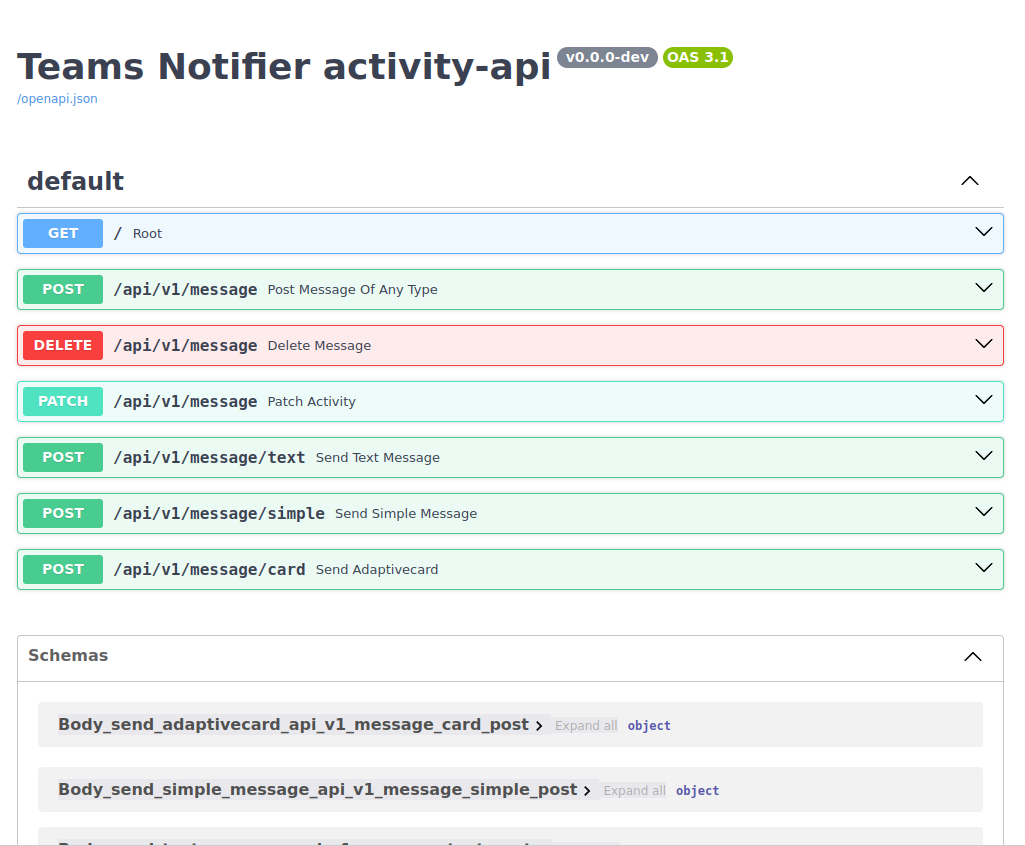 Teams Notifier activity-api v0.0.0-dev OAS 3.1
/openapi.json
default
GET / Root
POST /api/v1/message Post Message Of Any Type
DELETE /api/v1/message Delete Message
PATCH /api/v1/message Patch Activity
POST /api/v1/message/text Send Text Message
POST /api/v1/message/simple Send Simple Message
POST /api/v1/message/card Send Adaptivecard
Schemas
Body_send_adaptivecard_api_v1_message_card_post Expand all object
Body_send_simple_message_api_v1_message_simple_post Expand all object